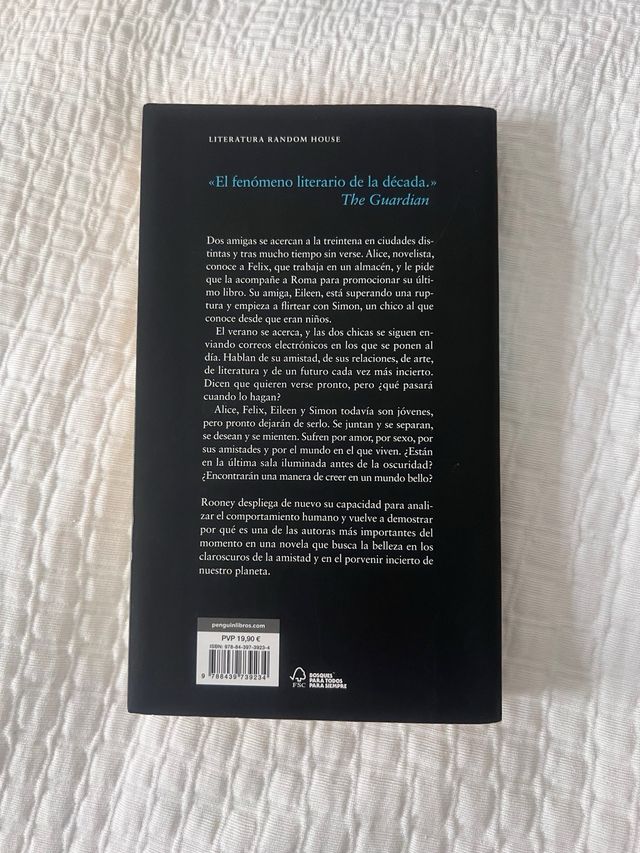 LITERATURA RANDOM HOUSE
«El fenómeno literario de la década.»
The Guardian
Dos amigas se acercan a la treintena en ciudades dis-
tintas y tras mucho tiempo sin verse. Alice, novelista,
conoce a Felix, que trabaja en un almacén, y le pide
que la acompañe a Roma para promocionar su últi-
mo libro. Su amiga, Eileen, está superando una rup-
tura y empieza a flirtear con Simon, un chico al que
conoce desde que eran niños.
El verano se acerca, y las dos chicas se siguen en-
viando correos electrónicos en los que se ponen al
día. Hablan de su amistad, de sus relaciones, de arte,
de literatura y de un futuro cada vez más incierto.
Dicen que quieren verse pronto, pero ¿qué pasará
cuando lo hagan?
Alice, Felix, Eileen y Simon todavía son jóvenes,
pero pronto dejarán de serlo. Se juntan y se separan,
se desean y se mienten. Sufren por amor, por sexo, por
sus amistades y por el mundo en el que viven. ¿Están
en la última sala iluminada antes de la oscuridad?
¿Encontrarán una manera de creer en un mundo bello?
Rooney despliega de nuevo su capacidad para anali-
zar el comportamiento humano y vuelve a demostrar
por qué es una de las autoras más importantes del
momento en una novela que busca la belleza en los
claroscuros de la amistad y en el porvenir incierto de
nuestro planeta.
penguinlibros.com
PVP 19,90 €
ISBN: 978-84-397-3923-4
9 788439 739234
FSC
BOSQUES
PARA TODOS
PARA SIEMPRE